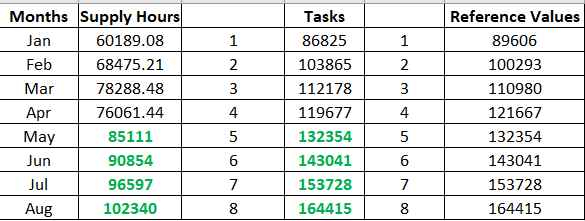 Months Supply Hours Tasks Reference Values
Jan 60189.08 1 86825 1 89606
Feb 68475.21 2 103865 2 100293
Mar 78288.48 3 112178 3 110980
Apr 76061.44 4 119677 4 121667
May 85111 5 132354 5 132354
Jun 90854 6 143041 6 143041
Jul 96597 7 153728 7 153728
Aug 102340 8 164415 8 164415